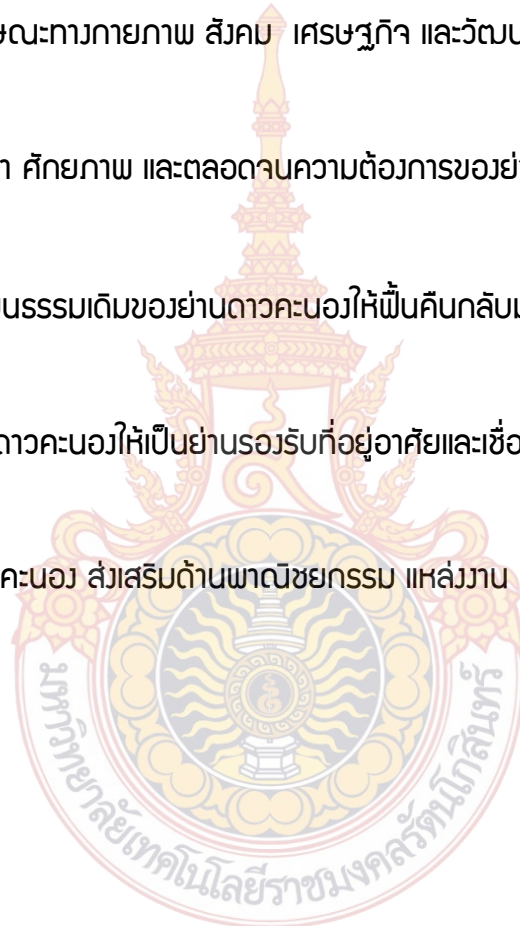 ษณะทางกายภาพ สังคม เศรษฐกิจ และวัฒน
า ศักยภาพ และตลอดจนความต้องการของย่
นธรรมเดิมของย่านดาวคะนองให้ฟื้นคืนกลับม
ดาวคะนองให้เป็นย่านรองรับที่อยู่อาศัยและเชื่อ
คะนอง ส่งเสริมด้านพาณิชยกรรม แหล่งงาน
มหาวิทยาลัยเทคโนโลยีราชมงคลรัตนโกสินทร์